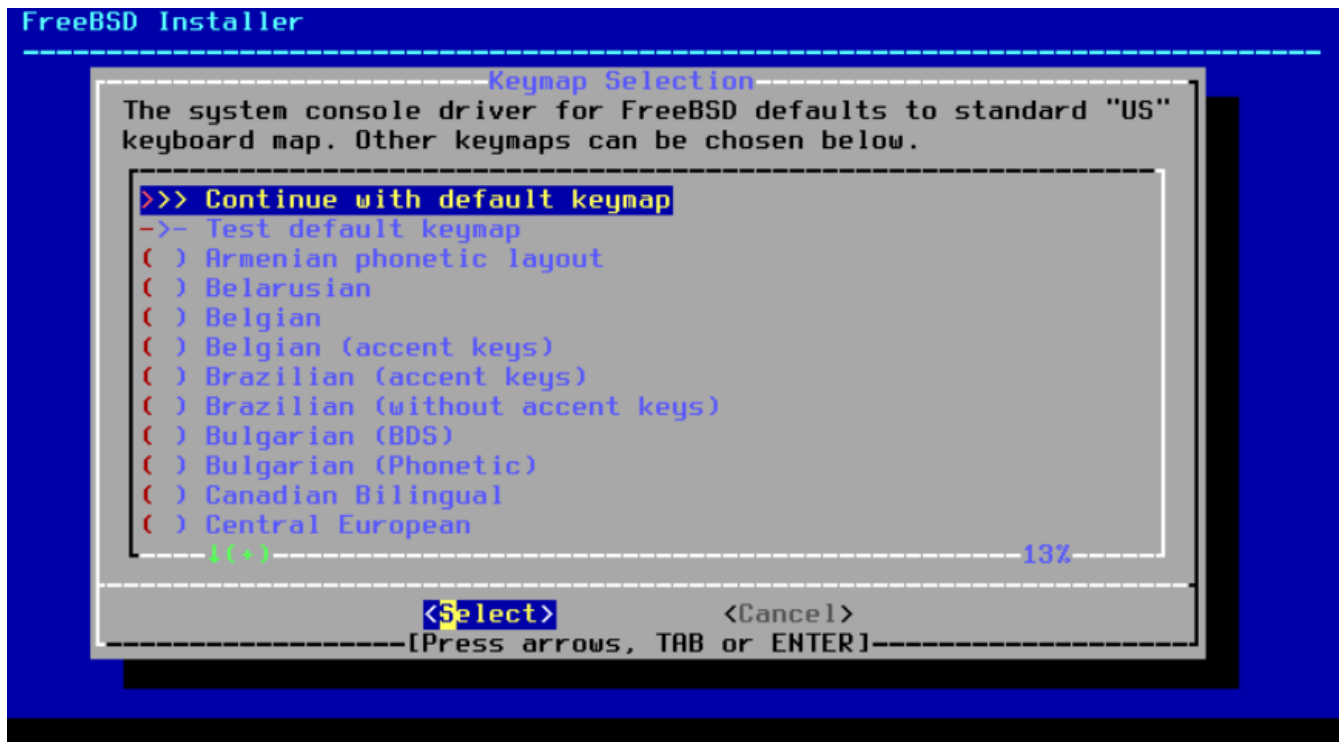 FreeBSD Installer
Keymap Selection
The system console driver for FreeBSD defaults to standard "US"
keyboard map. Other keymaps can be chosen below.
>>> Continue with default keymap
->- Test default keymap
( ) Armenian phonetic layout
( ) Belarusian
( ) Belgian
( ) Belgian (accent keys)
( ) Brazilian (accent keys)
( ) Brazilian (without accent keys)
( ) Bulgarian (BDS)
( ) Bulgarian (Phonetic)
( ) Canadian Bilingual
( ) Central European
↓(+) 13%
<Select> <Cancel>
[Press arrows, TAB or ENTER]